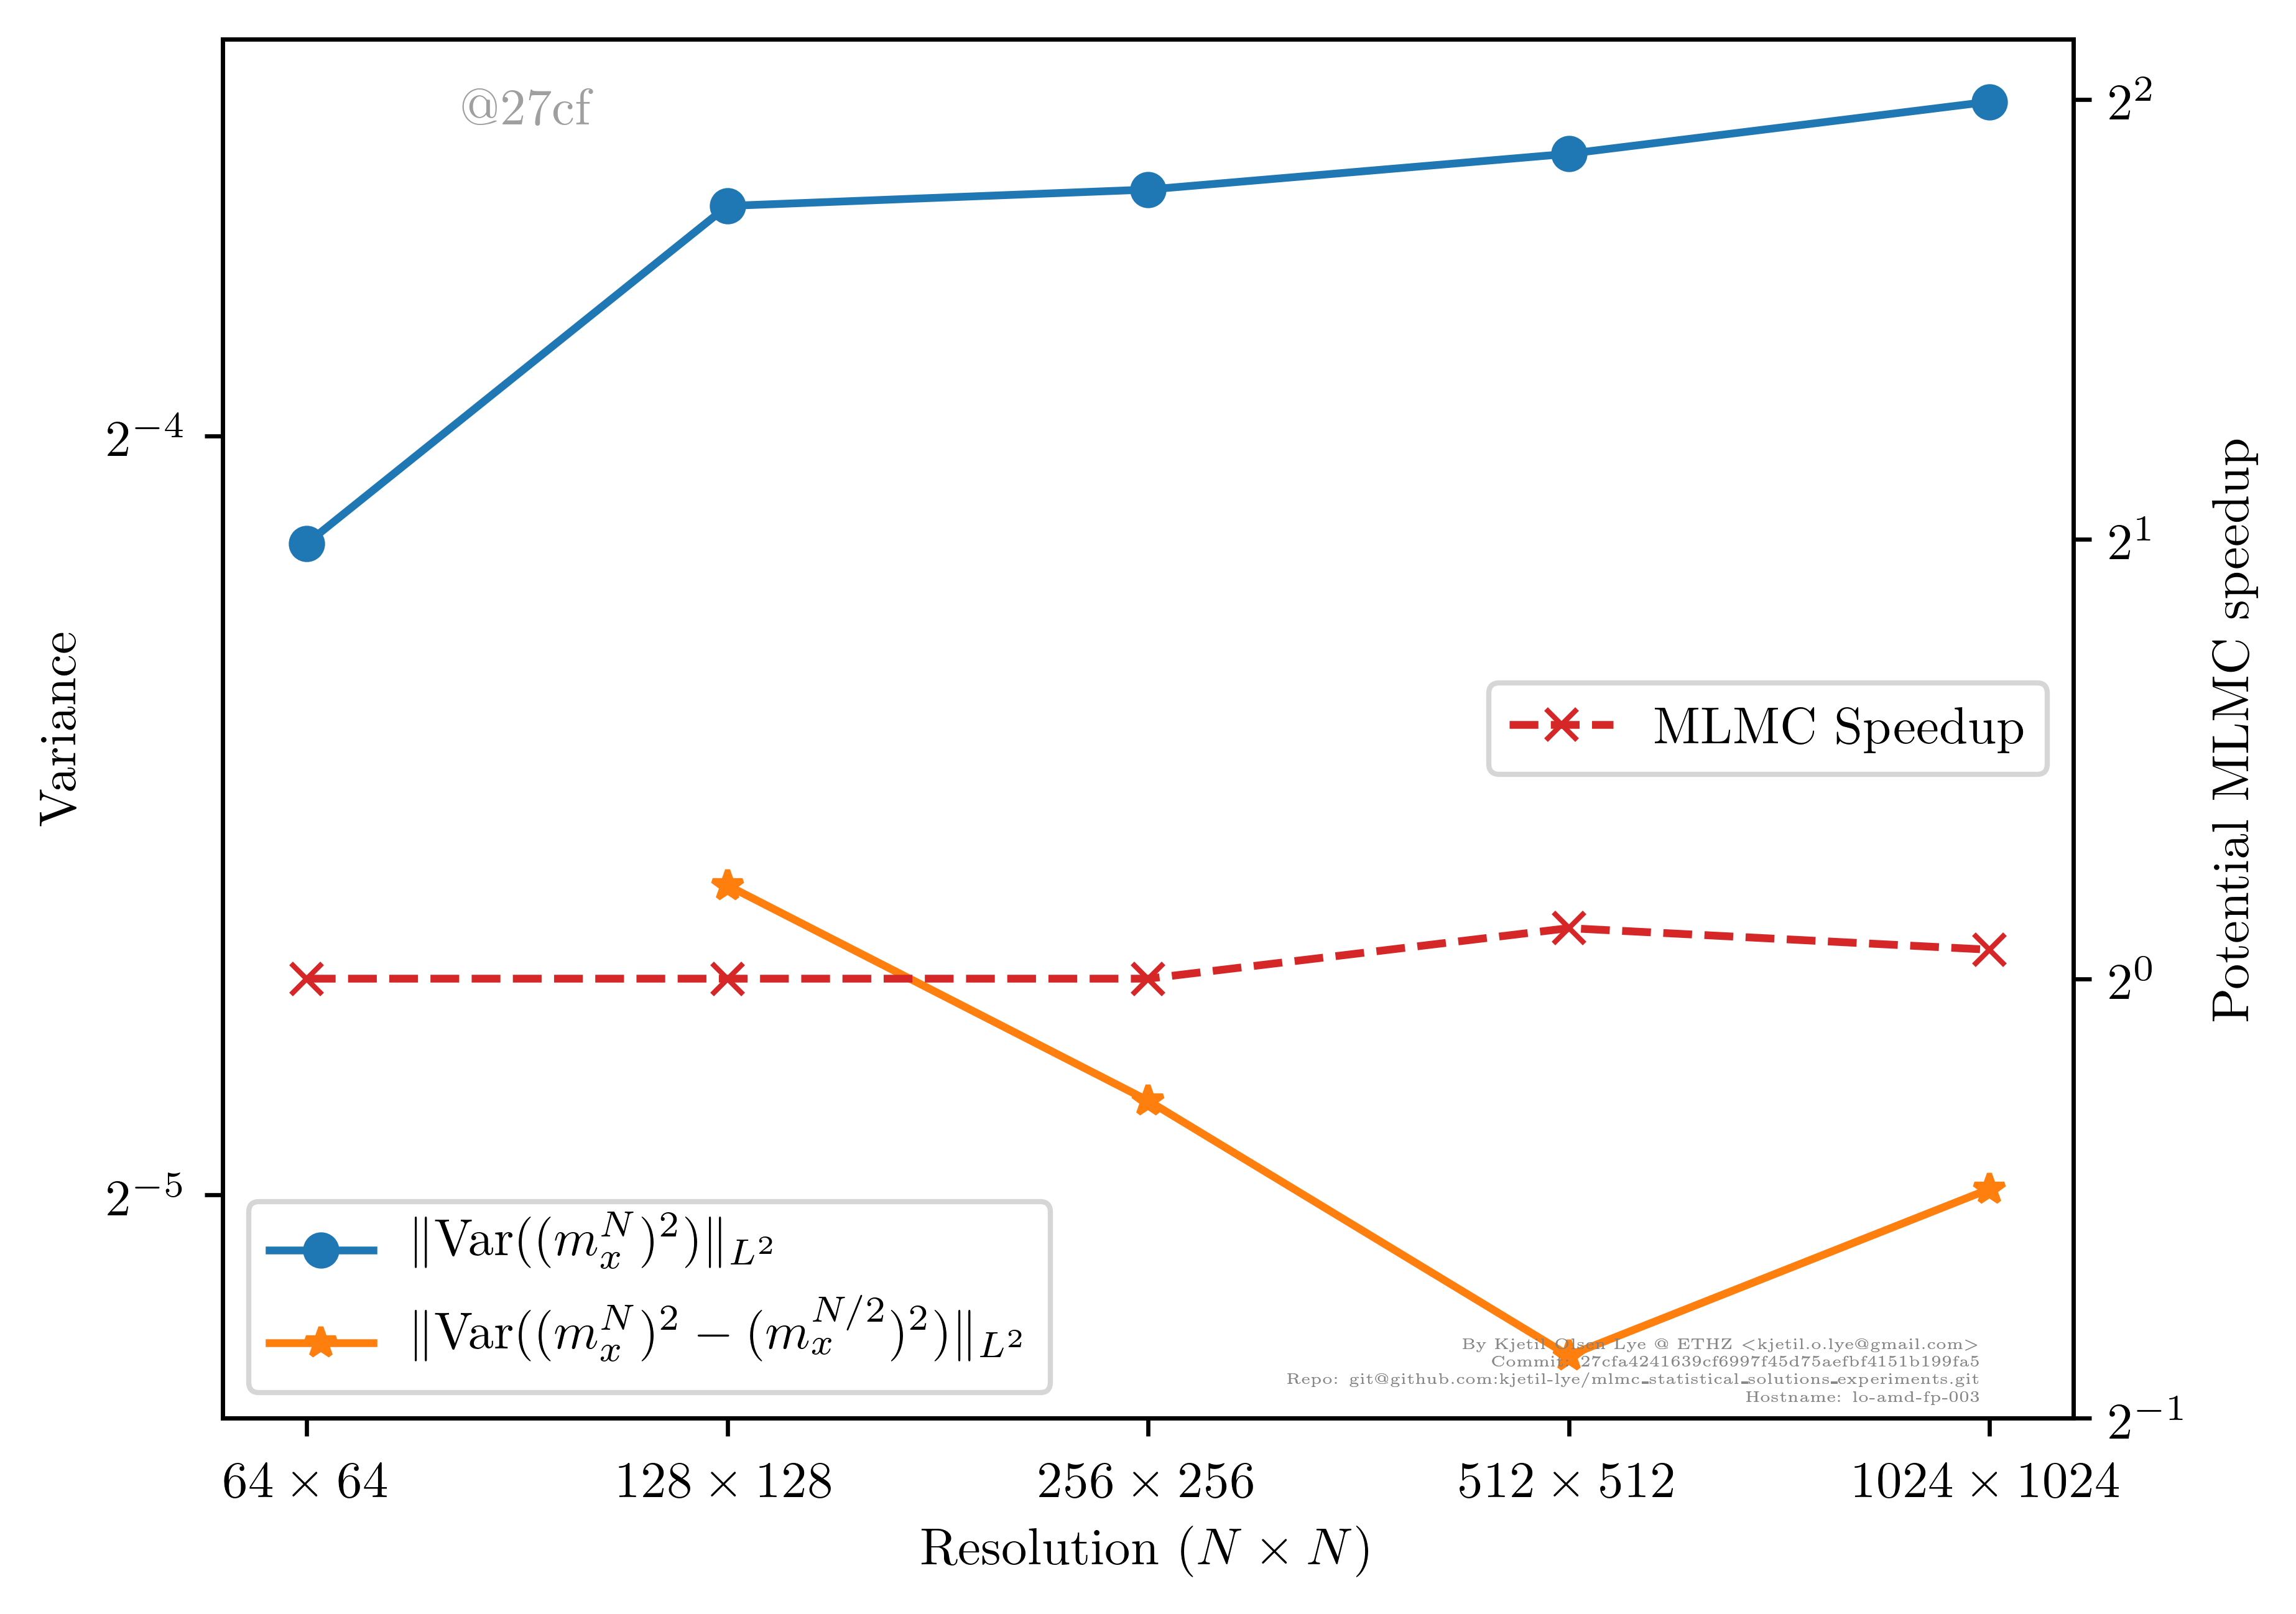 @27cf
2^2
2^-4
2^1
Variance
Potential MLMC speedup
MLMC Speedup
2^0
2^-5
‖Var((m_x^N)^2)‖_{L^2}
‖Var((m_x^N)^2 − (m_x^{N/2})^2)‖_{L^2}
By Kjetil Olsen Lye @ ETHZ <kjetil.o.lye@gmail.com>
Commit: 27cfa4241639cf6997f45d75aefbf4151b199fa5
Repo: git@github.com:kjetil-lye/mlmc_statistical_solutions_experiments.git
Hostname: lo-amd-fp-003
2^-1
64 × 64 128 × 128 256 × 256 512 × 512 1024 × 1024
Resolution (N × N)